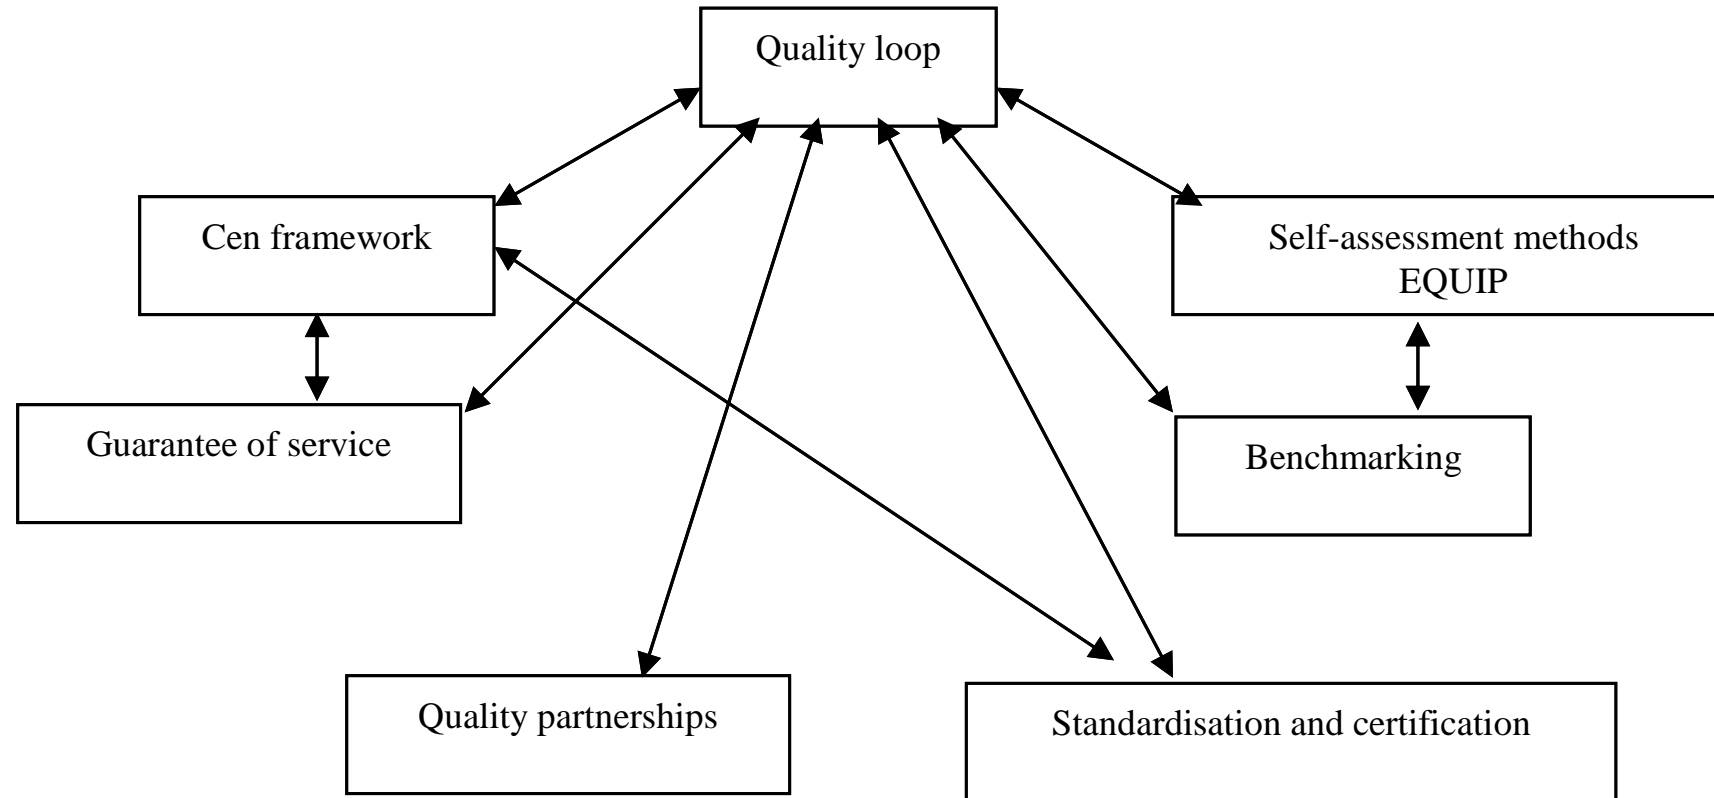 Quality loop
Cen framework
Self-assessment methods
EQUIP
Guarantee of service
Benchmarking
Quality partnerships
Standardisation and certification